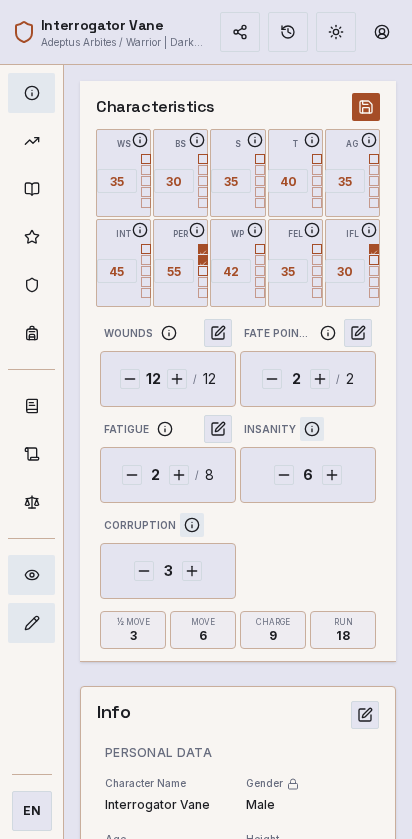 Interrogator Vane
Adeptus Arbites / Warrior | Dark...
Characteristics
WS BS S T AG
35 30 35 40 35
INT PER WP FEL IFL
45 55 42 35 30
WOUNDS FATE POIN...
12 / 12 2 / 2
FATIGUE INSANITY
2 / 8 6
CORRUPTION
3
½ MOVE MOVE CHARGE RUN
3 6 9 18
Info
PERSONAL DATA
Character Name Gender
Interrogator Vane Male
Age Height
EN